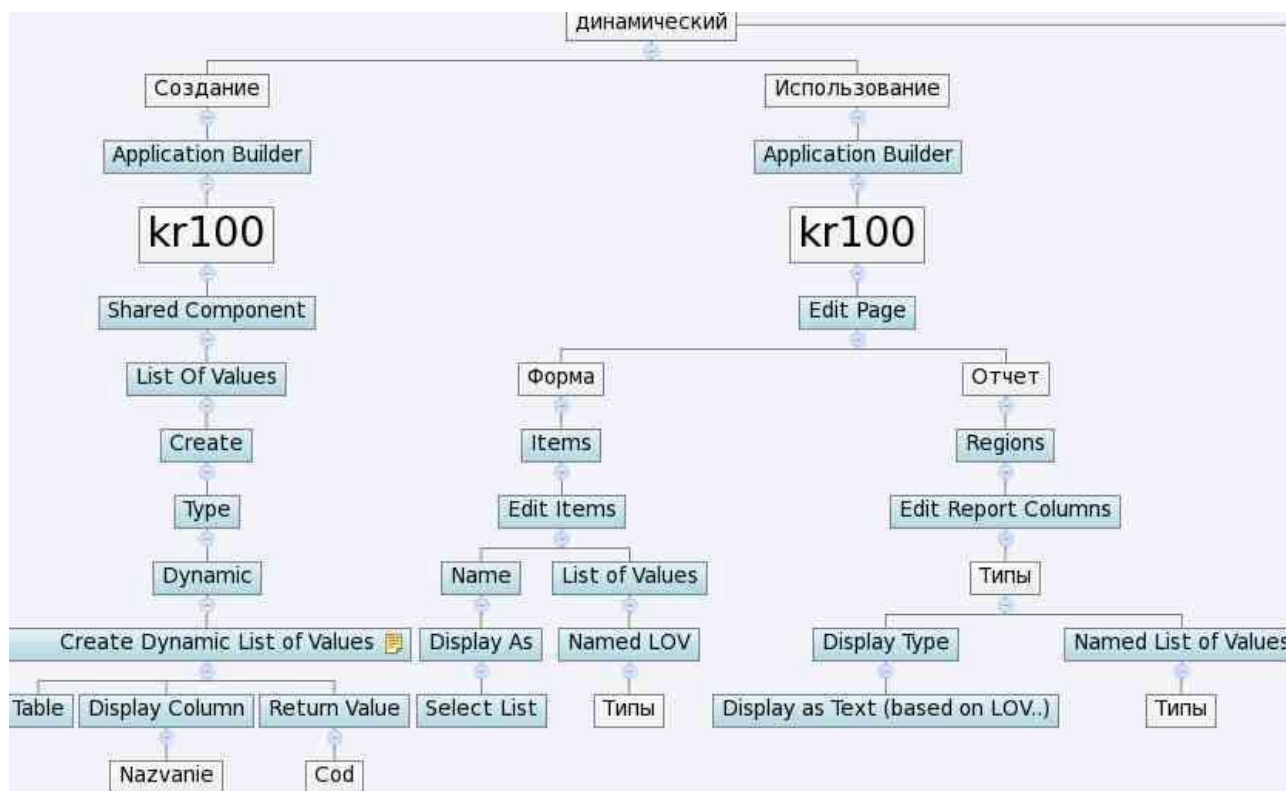 динамический
Создание Использование
Application Builder Application Builder
kr100 kr100
Shared Component Edit Page
List Of Values Форма Отчет
Create Items Regions
Type Edit Items Edit Report Columns
Dynamic Name List of Values Типы
Create Dynamic List of Values Display As Named LOV Display Type Named List of Values
Table Display Column Return Value Select List Типы Display as Text (based on LOV..) Типы
Nazvanie Cod